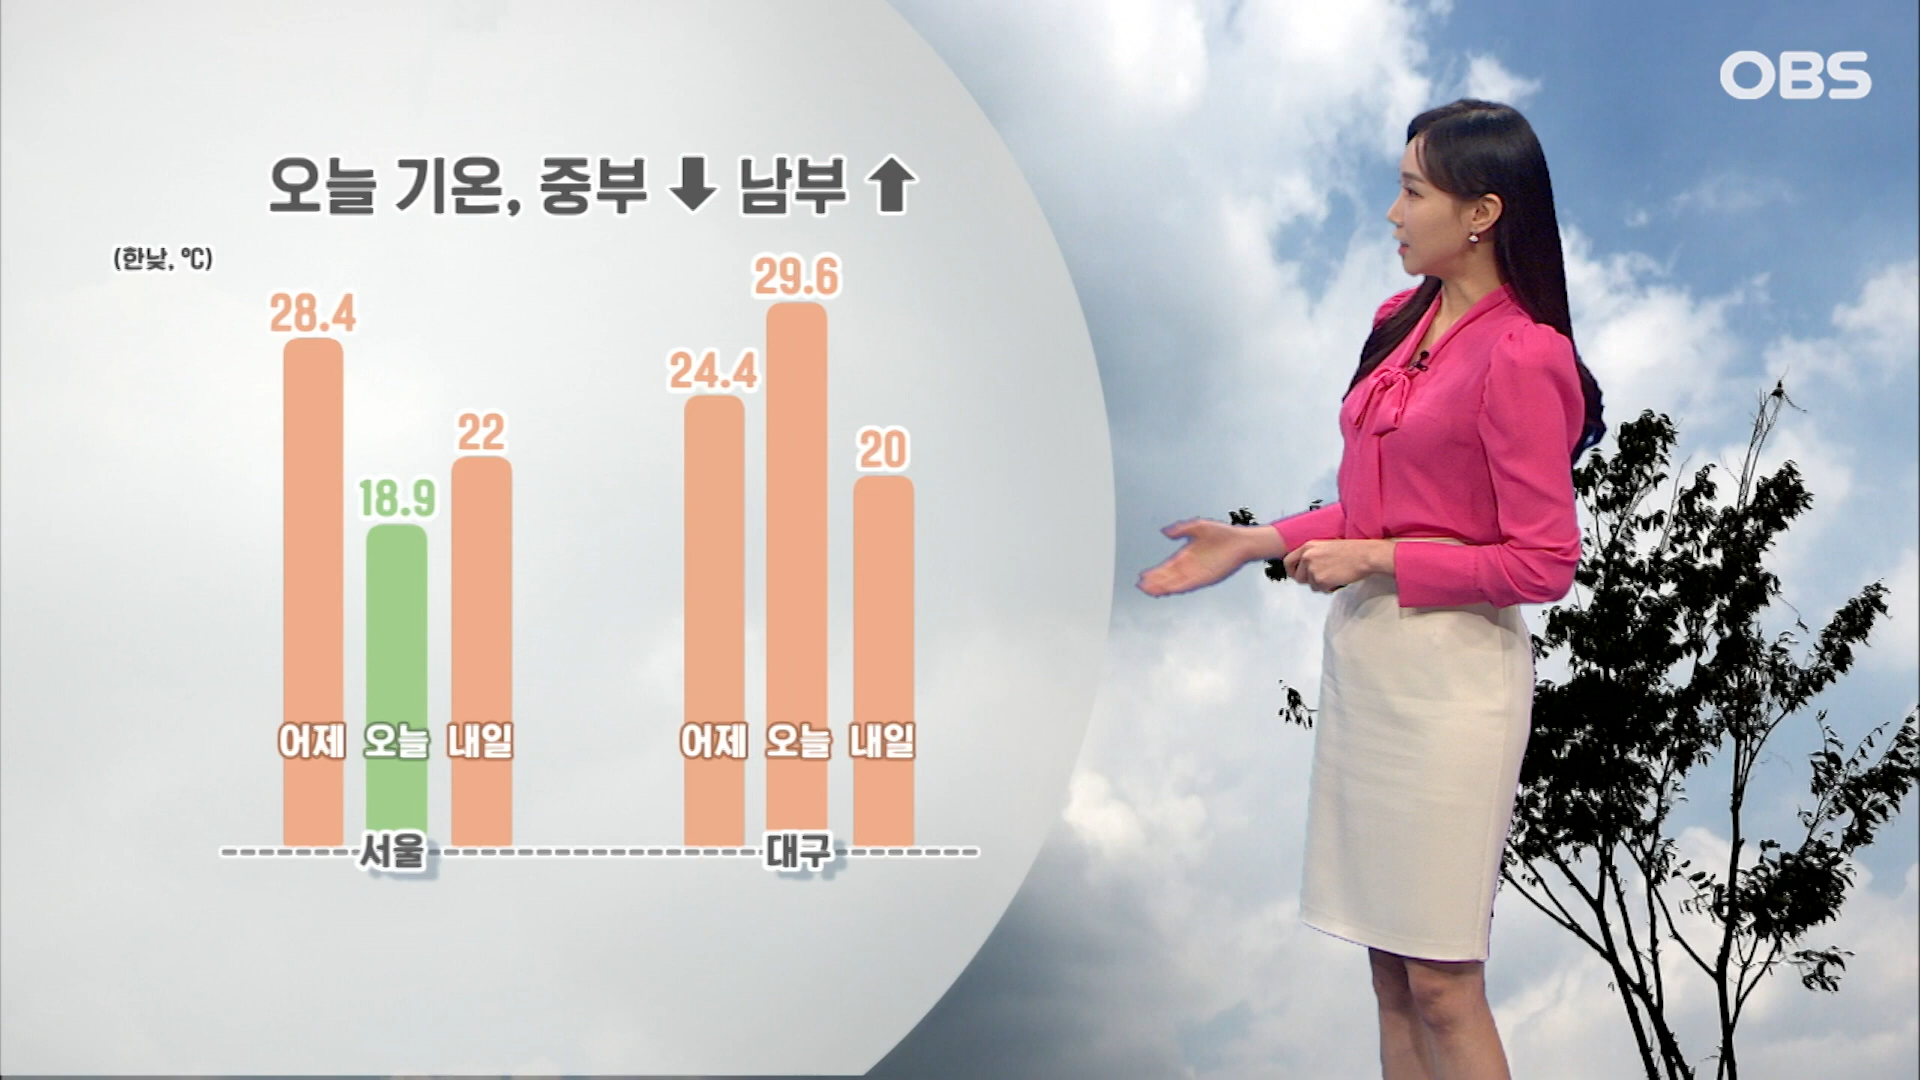 OBS
오늘 기온, 중부 ⬇ 남부 ⬆
(한낮, ℃)
28.4 18.9 22 24.4 29.6 20
어제 오늘 내일 어제 오늘 내일
서울 대구